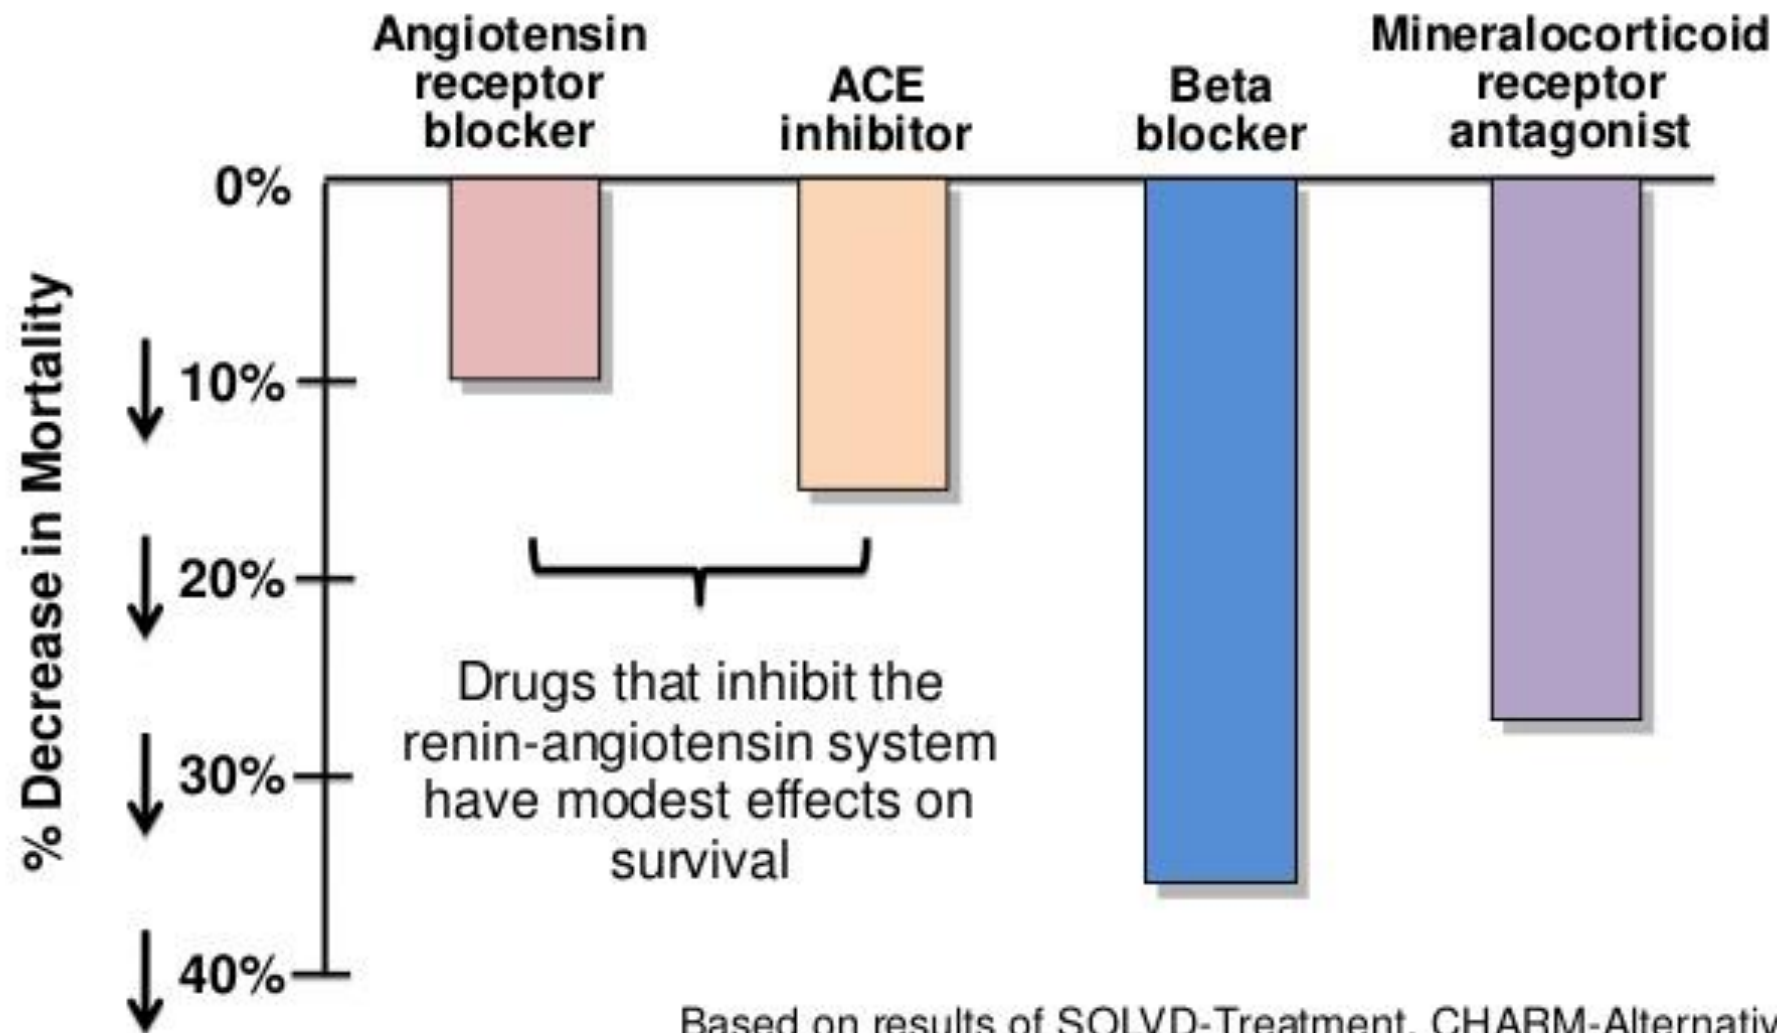 Angiotensin
receptor
blocker
ACE
inhibitor
Beta
blocker
Mineralocorticoid
receptor
antagonist
% Decrease in Mortality
0%
10%
20%
30%
40%
Drugs that inhibit the
renin-angiotensin system
have modest effects on
survival
Based on results of SOLVD-Treatment, CHARM-Alternativ